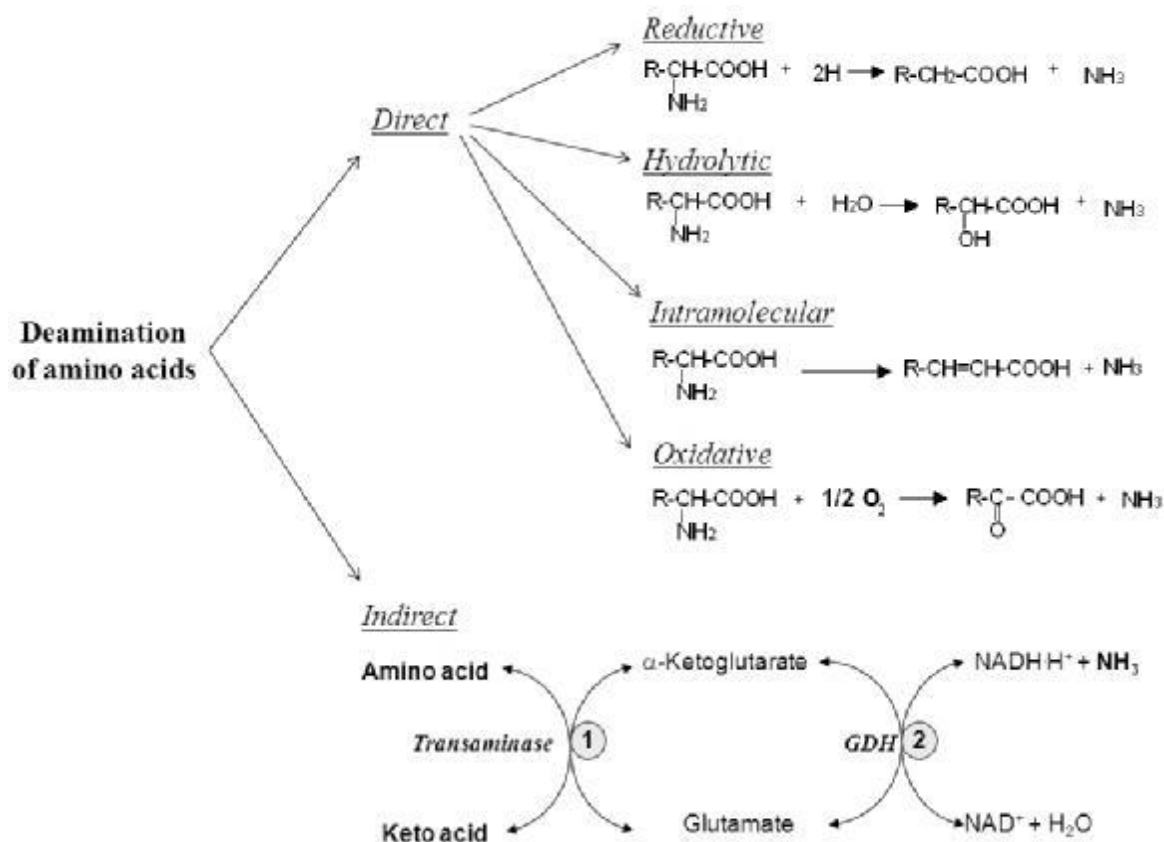 Reductive
R-CH-COOH + 2H → R-CH2-COOH + NH3
NH2
Direct
Hydrolytic
R-CH-COOH + H2O → R-CH-COOH + NH3
NH2 OH
Intramolecular
Deamination
of amino acids
R-CH-COOH → R-CH=CH-COOH + NH3
NH2
Oxidative
R-CH-COOH + 1/2 O2 → R-C- COOH + NH3
NH2 O
Indirect
Amino acid α-Ketoglutarate NADH·H+ + NH3
Transaminase 1 GDH 2
Keto acid Glutamate NAD+ + H2O